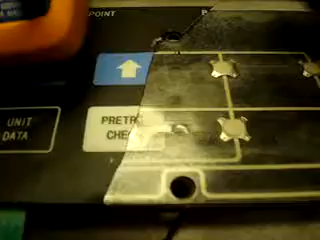 POINT
P
UNIT
DATA
PRETR
CHE